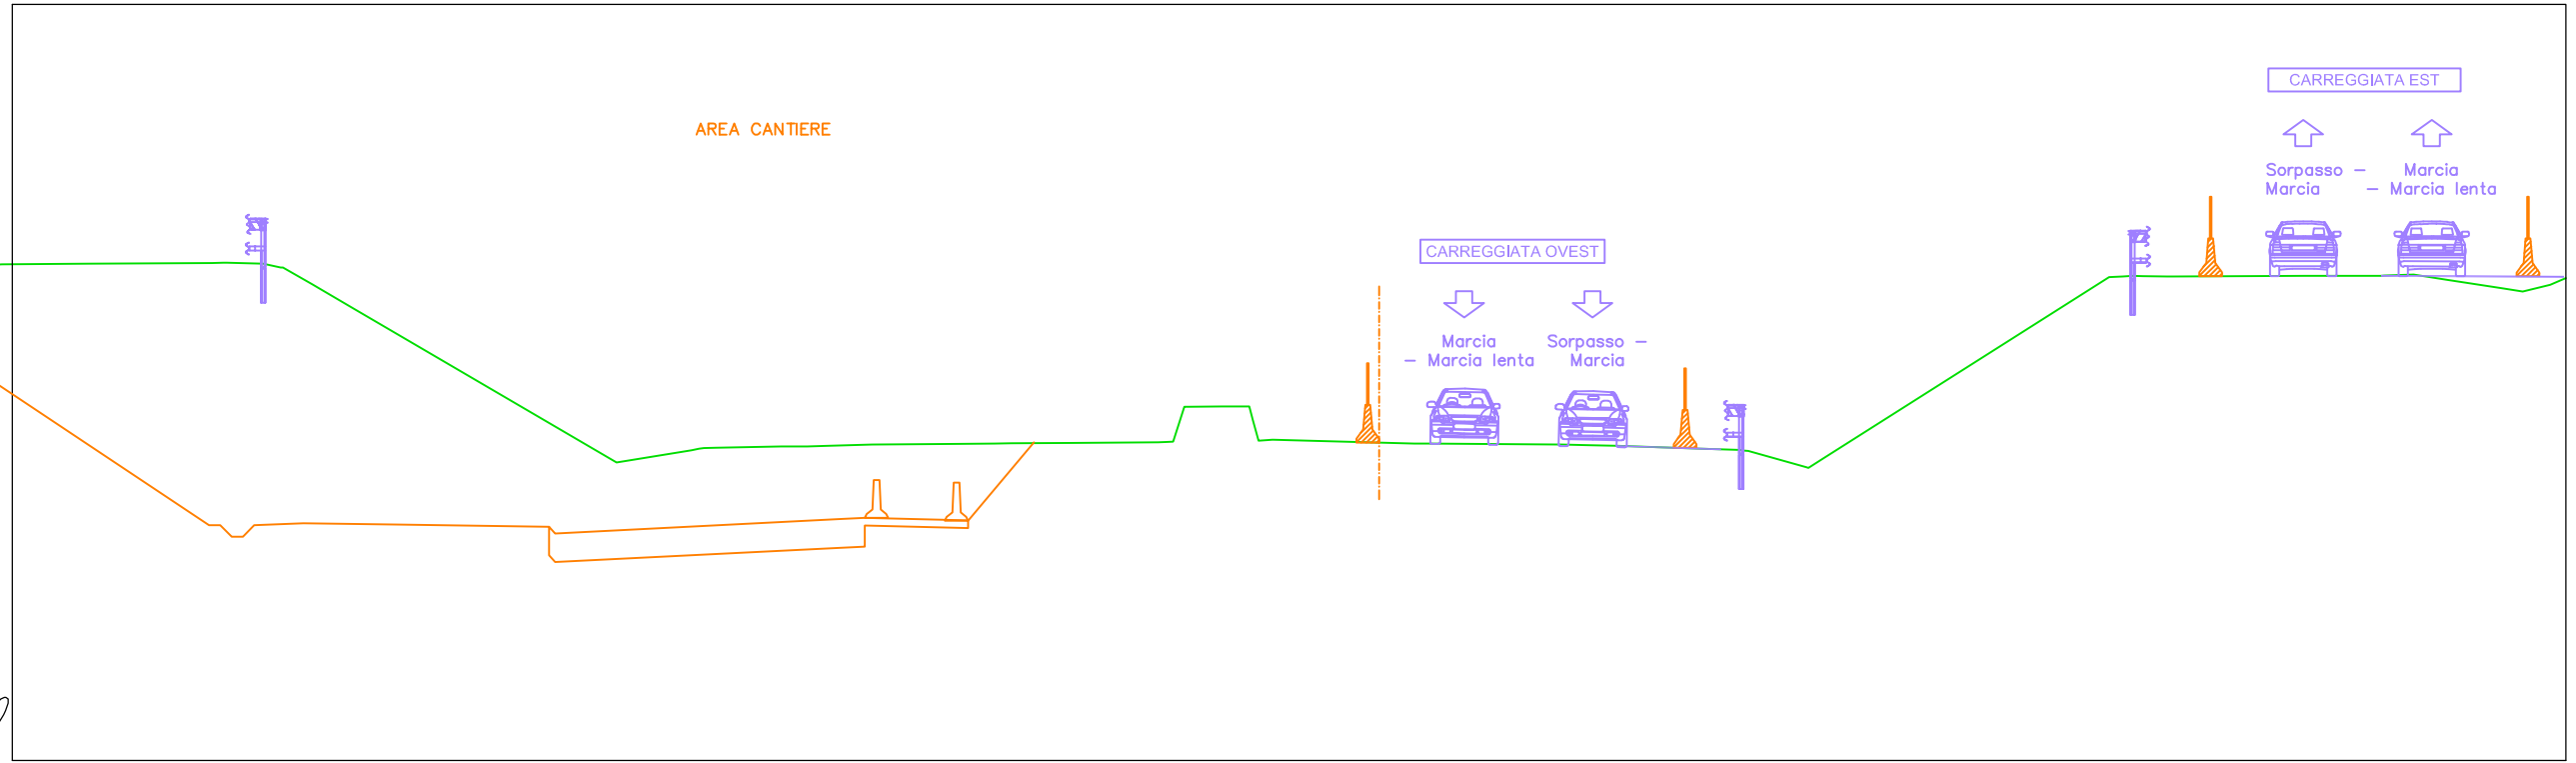 AREA CANTIERE
CARREGGIATA OVEST
Marcia
- Marcia lenta
Sorpasso -
Marcia
CARREGGIATA EST
Sorpasso -
Marcia
Marcia
- Marcia lenta